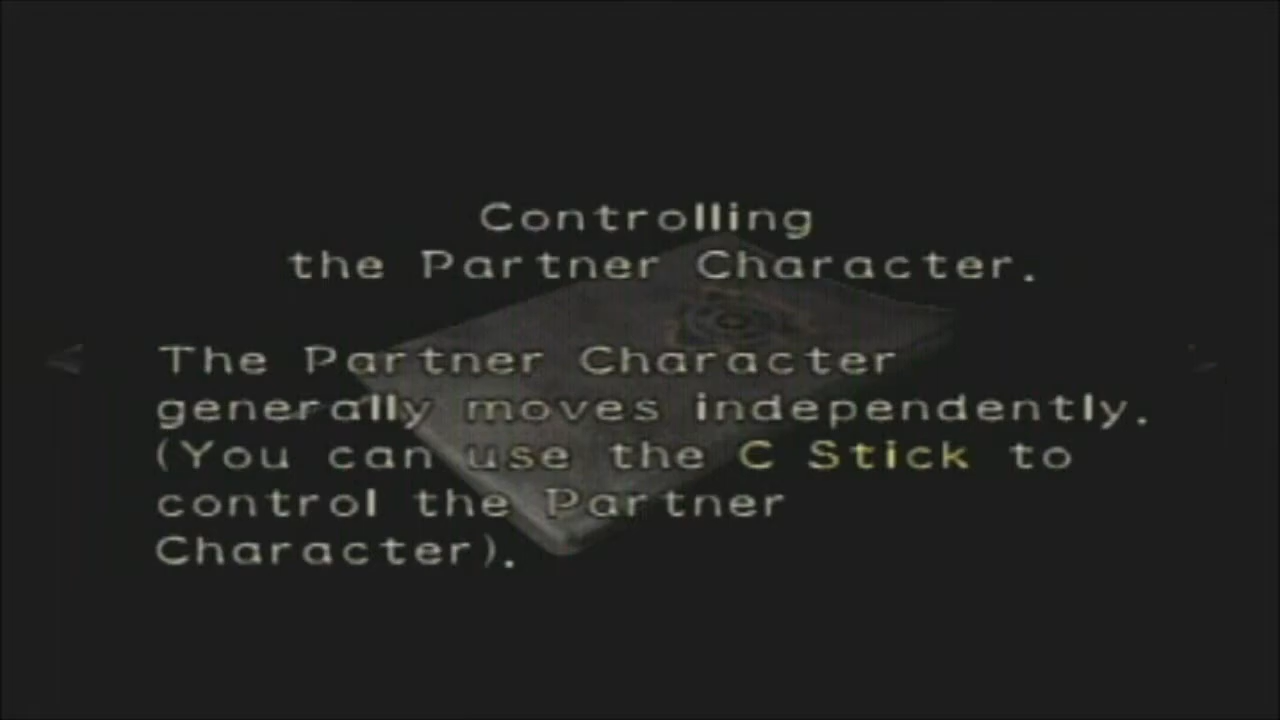 Controlling
the Partner Character.
The Partner Character
generally moves independently.
(You can use the C Stick to
control the Partner
Character).